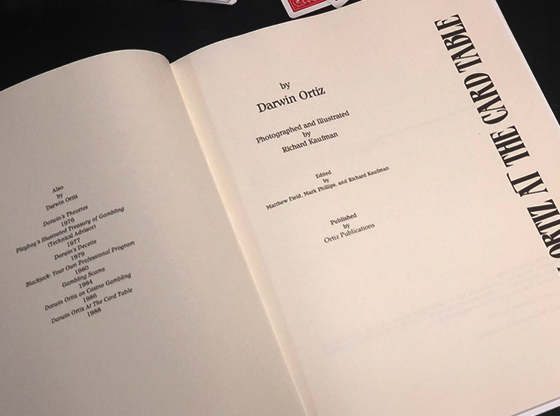 Also
by
Darwin Ortiz
Darwin's Theories
1976
Playboy's Illustrated Treasury of Gambling
(Technical Advisor)
1977
Darwin's Deceits
1979
Blackjack: Your Own Professional Program
1980
Gambling Scams
1984
Darwin Ortiz on Casino Gambling
1986
Darwin Ortiz At The Card Table
1988
by
Darwin Ortiz
Photographed and Illustrated
by
Richard Kaufman
Edited
by
Matthew Field, Mark Phillips, and Richard Kaufman
Published
by
Ortiz Publications
ORTIZ AT THE CARD TABLE